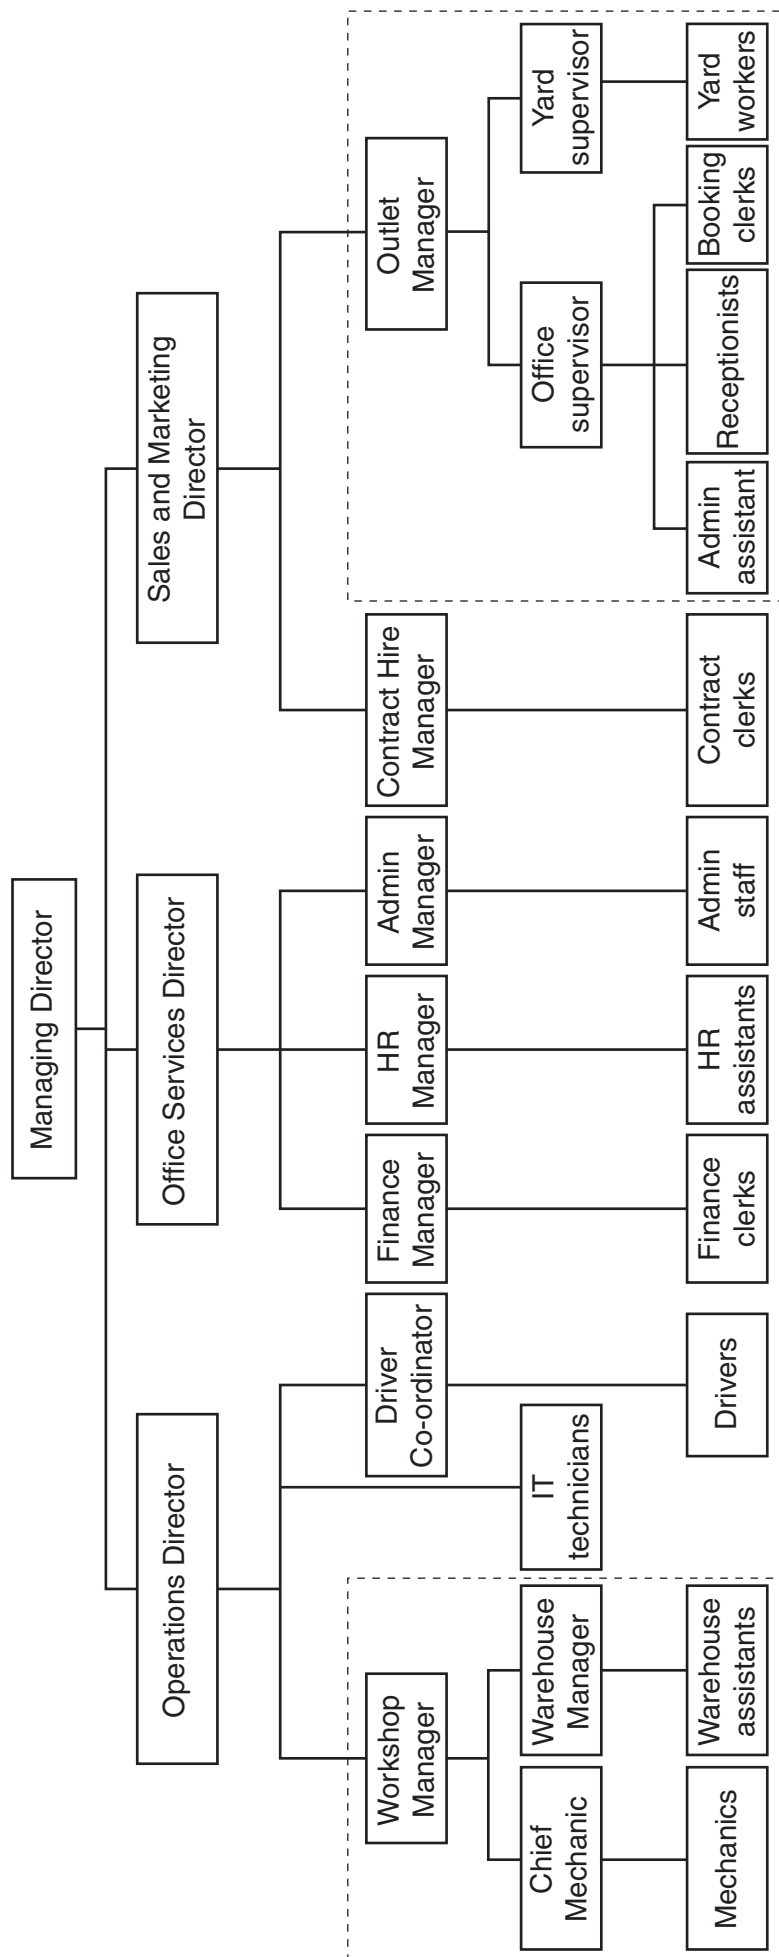 Managing Director
Operations Director
Office Services Director
Sales and Marketing
Director
Workshop
Manager
Driver
Co-ordinator
Finance
Manager
HR
Manager
Admin
Manager
Contract Hire
Manager
Outlet
Manager
Chief
Mechanic
Warehouse
Manager
IT
technicians
Office
supervisor
Yard
supervisor
Mechanics
Warehouse
assistants
Drivers
Finance
clerks
HR
assistants
Admin
staff
Contract
clerks
Admin
assistant
Receptionists
Booking
clerks
Yard
workers